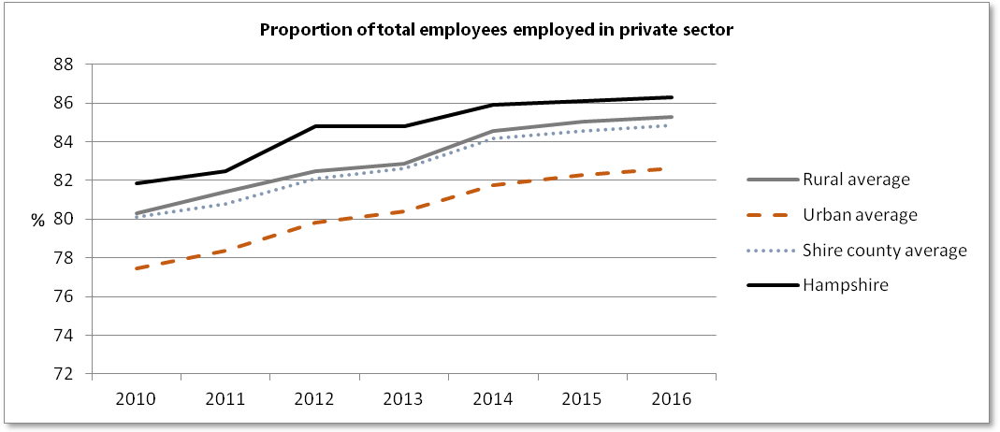 Proportion of total employees employed in private sector
88
86
84
82
80
78
76
74
72
%
2010 2011 2012 2013 2014 2015 2016
Rural average
Urban average
Shire county average
Hampshire